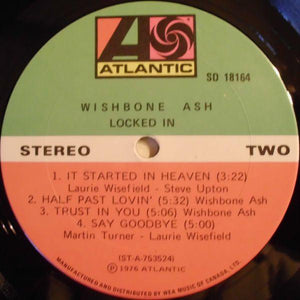 ATLANTIC
SD 18164
WISHBONE ASH
LOCKED IN
STEREO TWO
1. IT STARTED IN HEAVEN (3:22)
Laurie Wisefield - Steve Upton
2. HALF PAST LOVIN' (5:32) Wishbone Ash
3. TRUST IN YOU (5:06) Wishbone Ash
4. SAY GOODBYE (5:00)
Martin Turner - Laurie Wisefield
(ST-A-753524)
℗ 1976 ATLANTIC
MANUFACTURED AND DISTRIBUTED BY WEA MUSIC OF CANADA, LTD.